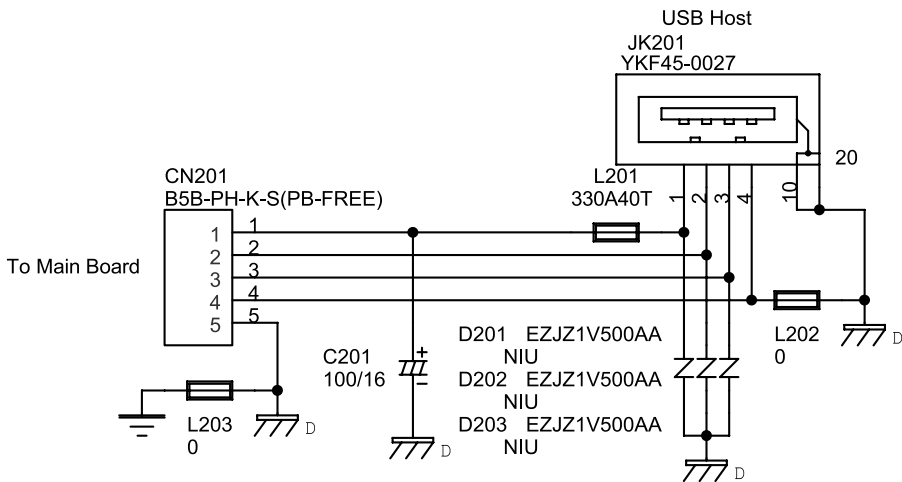 USB Host
JK201
YKF45-0027
20
10
1
2
3
4
CN201
B5B-PH-K-S(PB-FREE)
L201
330A40T
To Main Board
1 1
2 2
3 3
4 4
5 5
L202
0
D
C201
100/16
+
−
D201 EZJZ1V500AA
NIU
D202 EZJZ1V500AA
NIU
D203 EZJZ1V500AA
NIU
L203
0
D
D
D